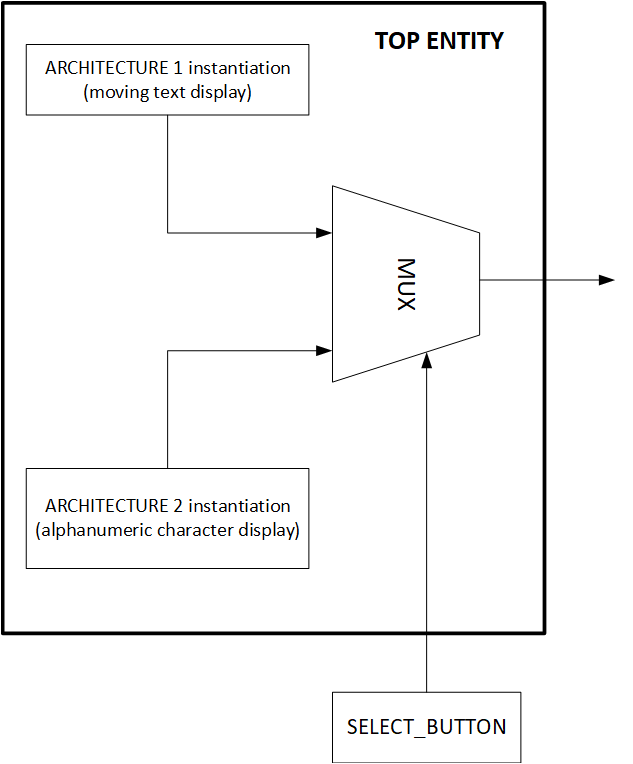 TOP ENTITY
ARCHITECTURE 1 instantiation
(moving text display)
MUX
ARCHITECTURE 2 instantiation
(alphanumeric character display)
SELECT_BUTTON